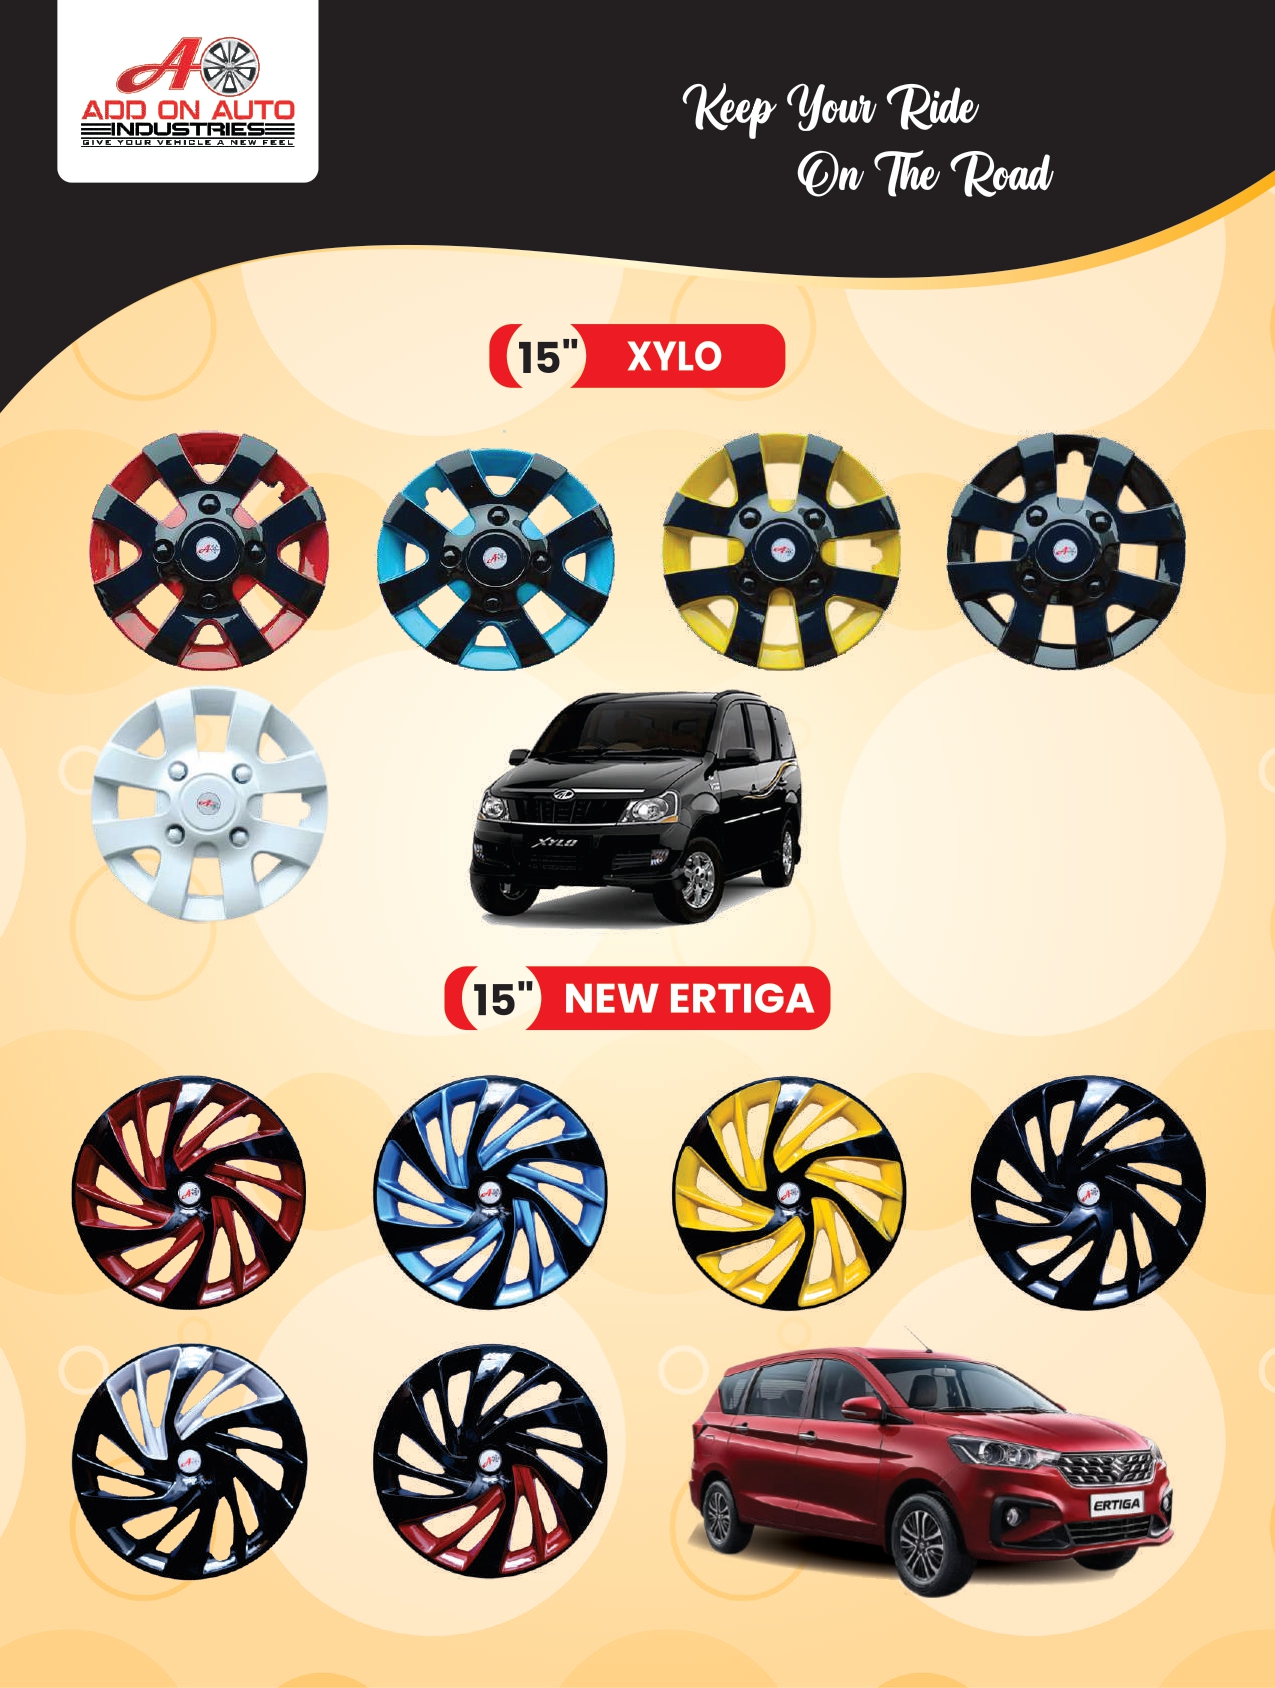 A
ADD ON AUTO
INDUSTRIES
GIVE YOUR VEHICLE A NEW FEEL
Keep Your Ride
On The Road
15" XYLO
XYLO
15" NEW ERTIGA
ERTIGA